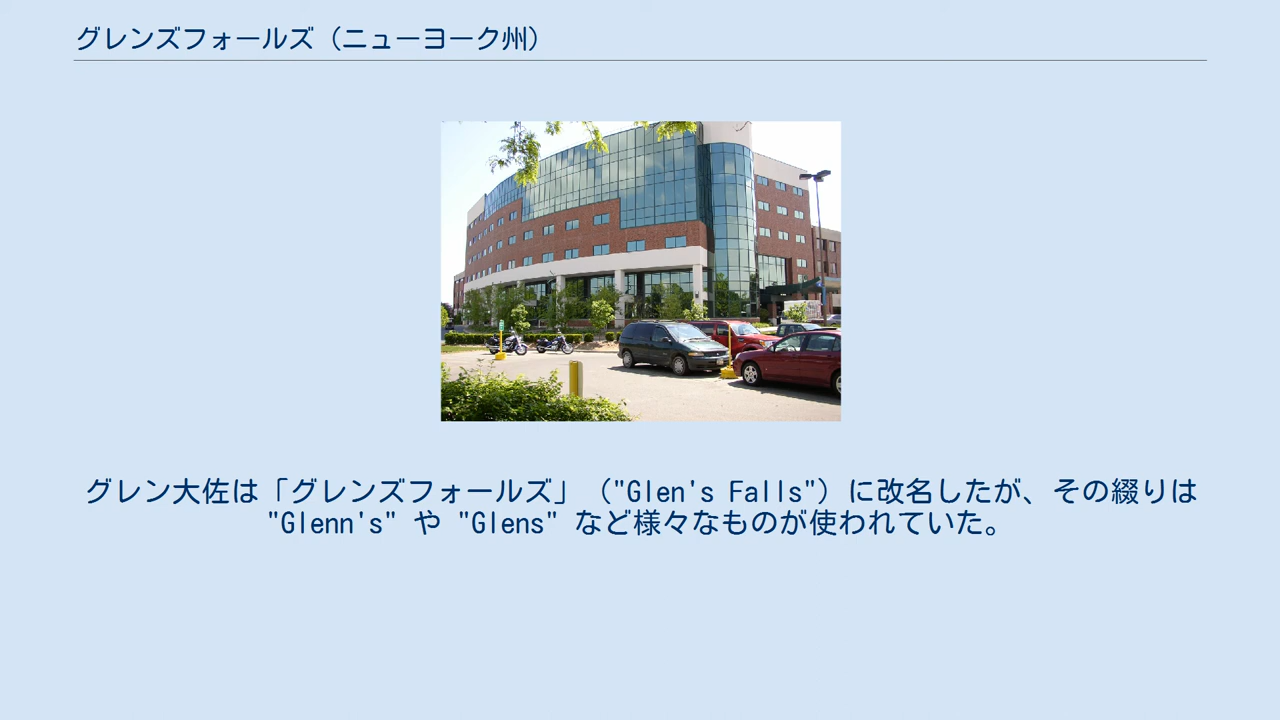 グレンズフォールズ（ニューヨーク州）
グレン大佐は「グレンズフォールズ」（"Glen's Falls"）に改名したが、その綴りは
"Glenn's" や "Glens" など様々なものが使われていた。